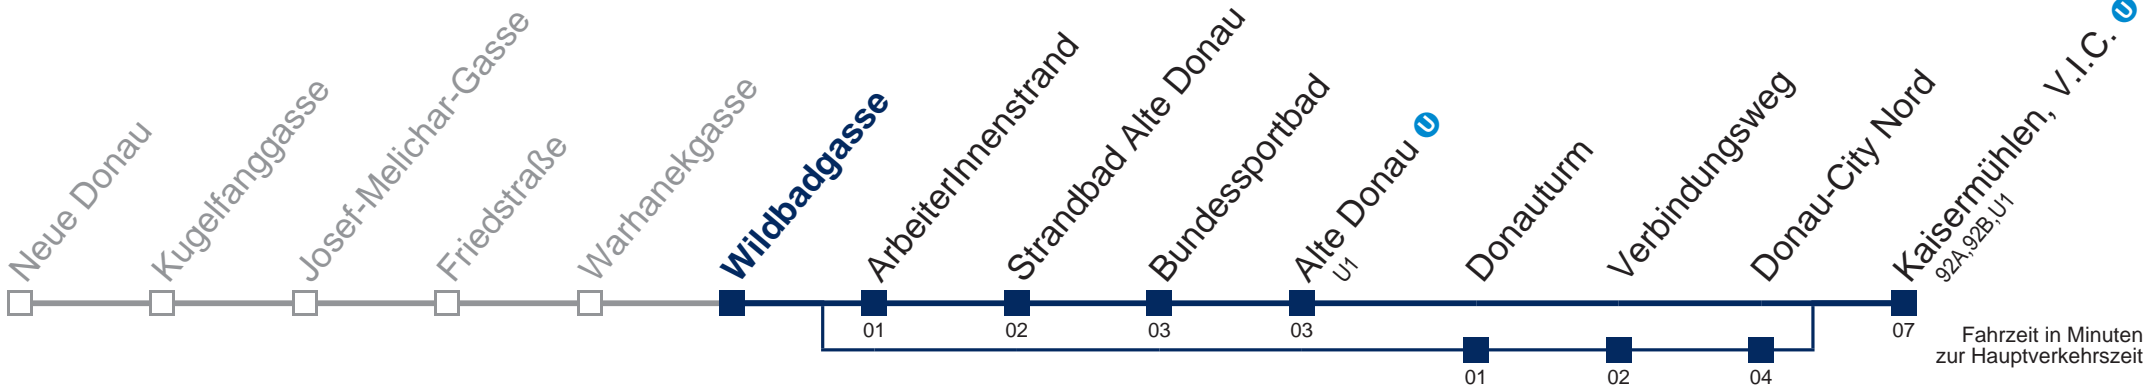 Neue Donau
Kugelfanggasse
Josef-Melichar-Gasse
Friedstraße
Warhanekgasse
Wildbadgasse
ArbeiterInnenstrand
Strandbad Alte Donau
Bundessportbad
Alte Donau U
U1
Donauturm
Verbindungsweg
Donau-City Nord
Kaisermühlen, V.I.C. U
92A,92B,U1
01
02
03
03
07
01
02
04
Fahrzeit in Minuten
zur Hauptverkehrszeit